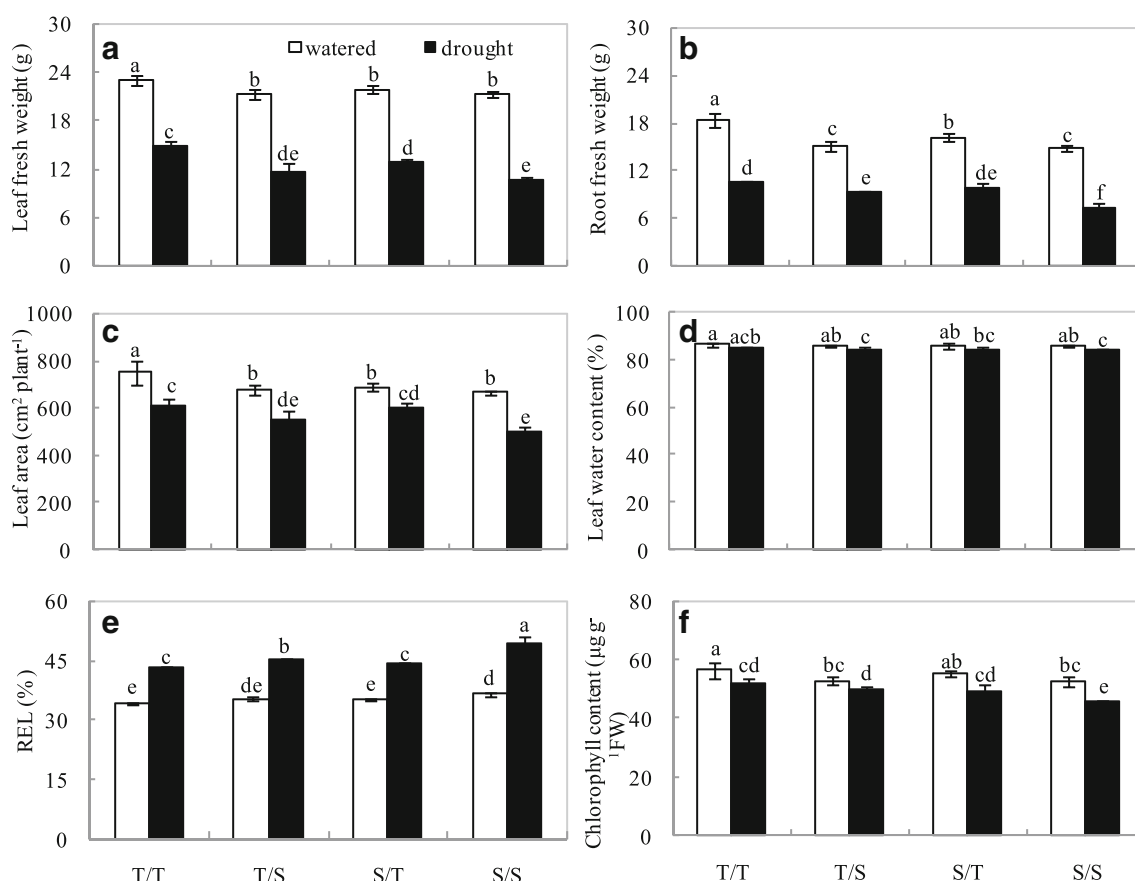 a
watered drought
Leaf fresh weight (g)
30
24
18
12
6
0
a
c
b
de
b
d
b
e
b
Root fresh weight (g)
30
24
18
12
6
0
a
d
c
e
b
de
c
f
c
Leaf area (cm² plant⁻¹)
1000
800
600
400
200
0
a
c
b
de
b
cd
b
e
d
Leaf water content (%)
100
80
60
40
20
0
a
acb
ab
c
ab
bc
ab
c
e
REL (%)
60
45
30
15
0
e
c
de
b
e
c
d
a
T/T
T/S
S/T
S/S
f
Chlorophyll content (µg g⁻
¹FW)
80
60
40
20
0
a
cd
bc
d
ab
cd
bc
e
T/T
T/S
S/T
S/S